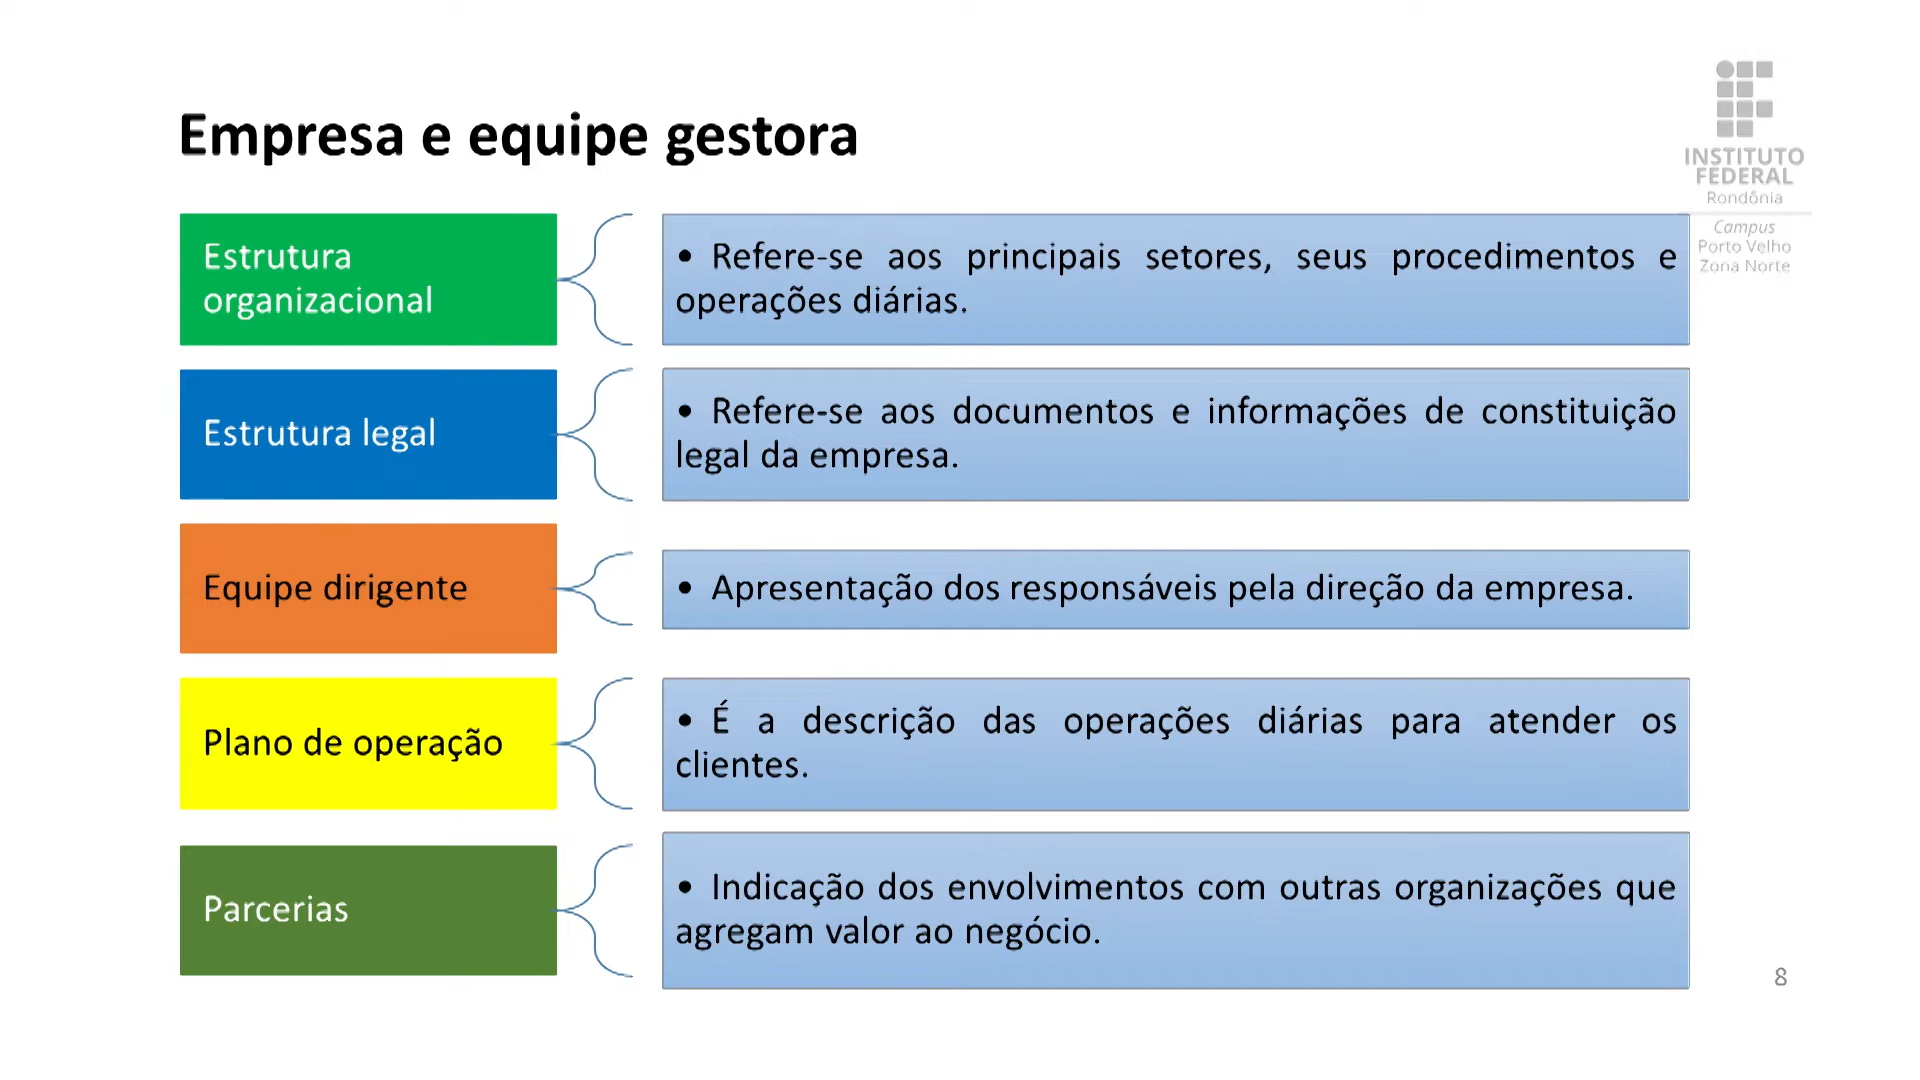 Empresa e equipe gestora
INSTITUTO
FEDERAL
Rondônia
Campus
Porto Velho
Zona Norte
Estrutura
organizacional
• Refere-se aos principais setores, seus procedimentos e
operações diárias.
Estrutura legal
• Refere-se aos documentos e informações de constituição
legal da empresa.
Equipe dirigente
• Apresentação dos responsáveis pela direção da empresa.
Plano de operação
• É a descrição das operações diárias para atender os
clientes.
Parcerias
• Indicação dos envolvimentos com outras organizações que
agregam valor ao negócio.
8